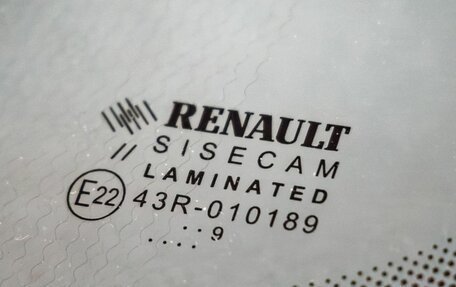 RENAULT
SISECAM
LAMINATED
E22 43R-010189
..::9